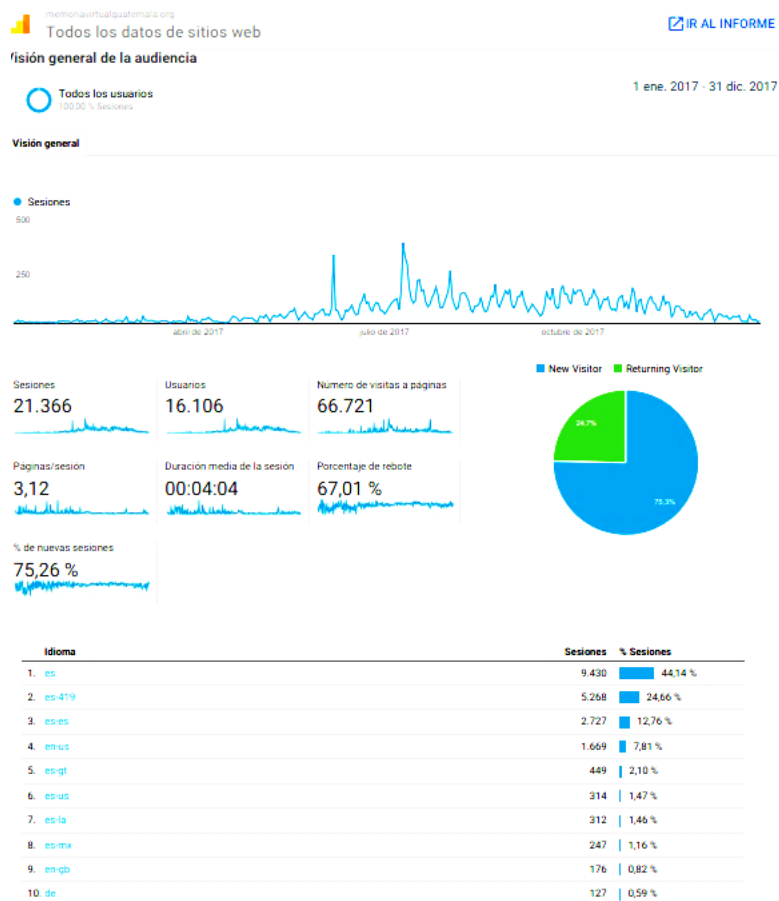 memoriavirtualguatemala.org
Todos los datos de sitios web
IR AL INFORME
Visión general de la audiencia
Todos los usuarios
100,00 % Sesiones
1 ene. 2017 - 31 dic. 2017
Visión general
Sesiones
500
250
abril de 2017 julio de 2017 octubre de 2017
New Visitor Returning Visitor
Sesiones Usuarios Número de visitas a páginas
21.366 16.106 66.721
24.7%
75.3%
Páginas/sesión Duración media de la sesión Porcentaje de rebote
3,12 00:04:04 67,01 %
% de nuevas sesiones
75,26 %
Idioma Sesiones % Sesiones
1. es 9.430 44,14 %
2. es-419 5.268 24,66 %
3. es-es 2.727 12,76 %
4. en-us 1.669 7,81 %
5. es-gt 449 2,10 %
6. es-us 314 1,47 %
7. es-la 312 1,46 %
8. es-mx 247 1,16 %
9. en-gb 176 0,82 %
10. de 127 0,59 %